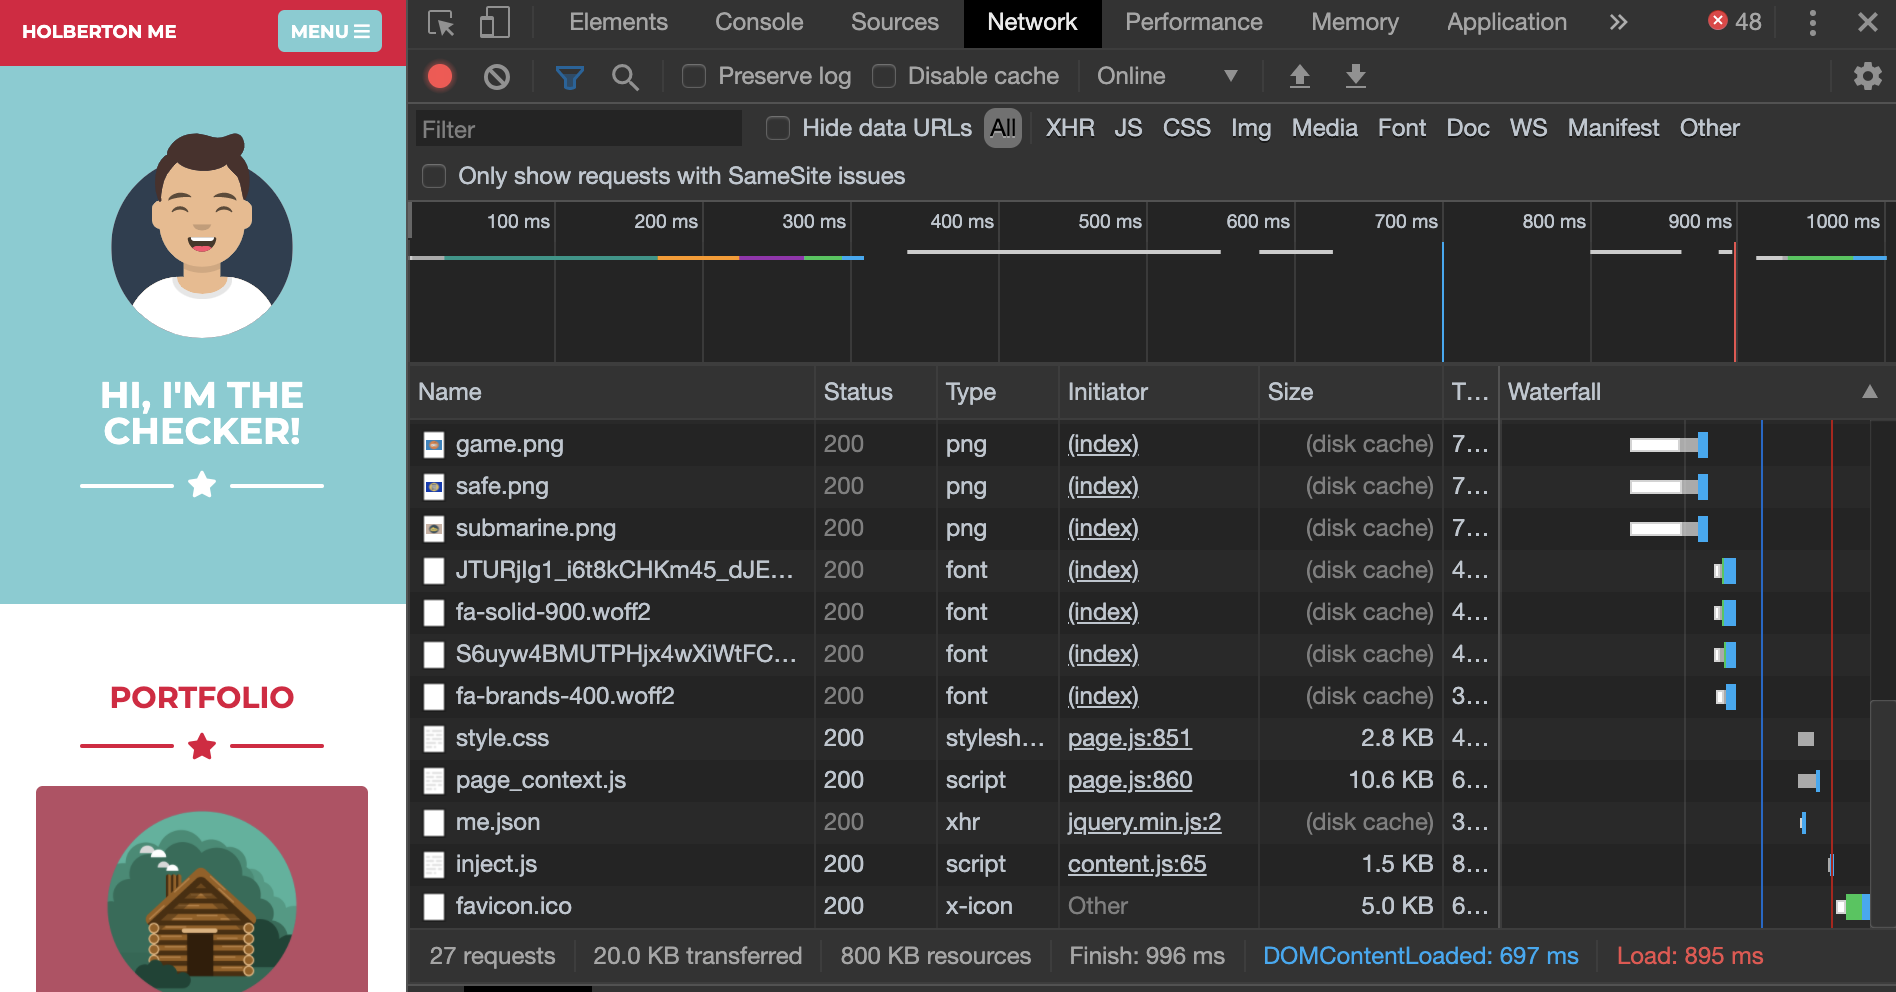 HOLBERTON ME
MENU
HI, I'M THE
CHECKER!
PORTFOLIO
Elements Console Sources Network Performance Memory Application » 48
Preserve log Disable cache Online
Filter Hide data URLs All XHR JS CSS Img Media Font Doc WS Manifest Other
Only show requests with SameSite issues
100 ms 200 ms 300 ms 400 ms 500 ms 600 ms 700 ms 800 ms 900 ms 1000 ms
Name Status Type Initiator Size T... Waterfall
game.png 200 png (index) (disk cache) 7...
safe.png 200 png (index) (disk cache) 7...
submarine.png 200 png (index) (disk cache) 7...
JTURjIg1_i6t8kCHKm45_dJE... 200 font (index) (disk cache) 4...
fa-solid-900.woff2 200 font (index) (disk cache) 4...
S6uyw4BMUTPHjx4wXiWtFC... 200 font (index) (disk cache) 4...
fa-brands-400.woff2 200 font (index) (disk cache) 3...
style.css 200 stylesh... page.js:851 2.8 KB 4...
page_context.js 200 script page.js:860 10.6 KB 6...
me.json 200 xhr jquery.min.js:2 (disk cache) 3...
inject.js 200 script content.js:65 1.5 KB 8...
favicon.ico 200 x-icon Other 5.0 KB 6...
27 requests 20.0 KB transferred 800 KB resources Finish: 996 ms DOMContentLoaded: 697 ms Load: 895 ms